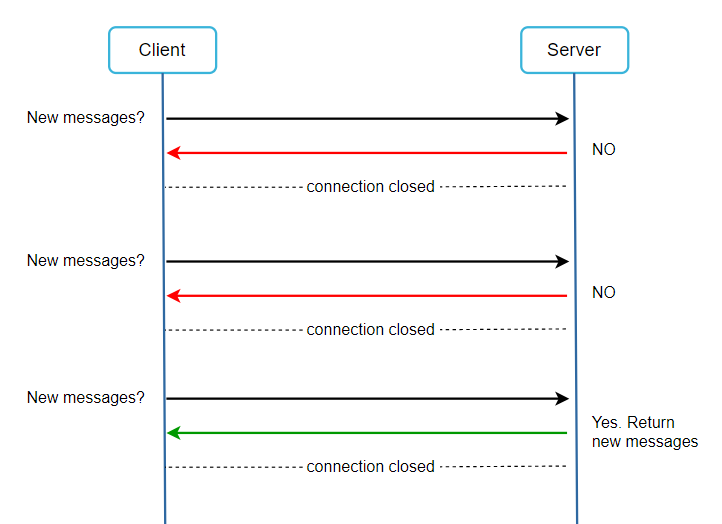 Client
Server
New messages?
NO
connection closed
New messages?
NO
connection closed
New messages?
Yes. Return
new messages
connection closed